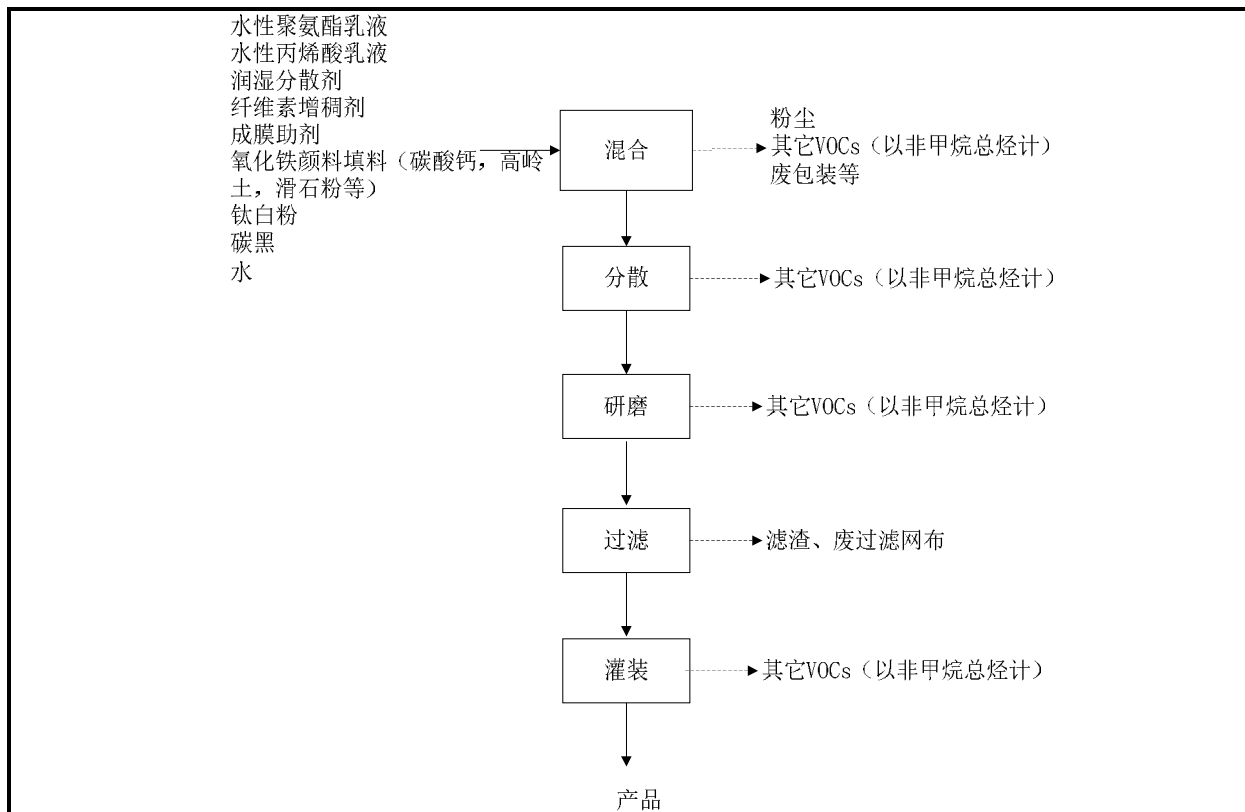 水性聚氨酯乳液
水性丙烯酸乳液
润湿分散剂
纤维素增稠剂
成膜助剂
氧化铁颜料填料（碳酸钙，高岭
土，滑石粉等）
钛白粉
碳黑
水
混合
粉尘
其它VOCs（以非甲烷总烃计）
废包装等
分散
其它VOCs（以非甲烷总烃计）
研磨
其它VOCs（以非甲烷总烃计）
过滤
滤渣、废过滤网布
灌装
其它VOCs（以非甲烷总烃计）
产品